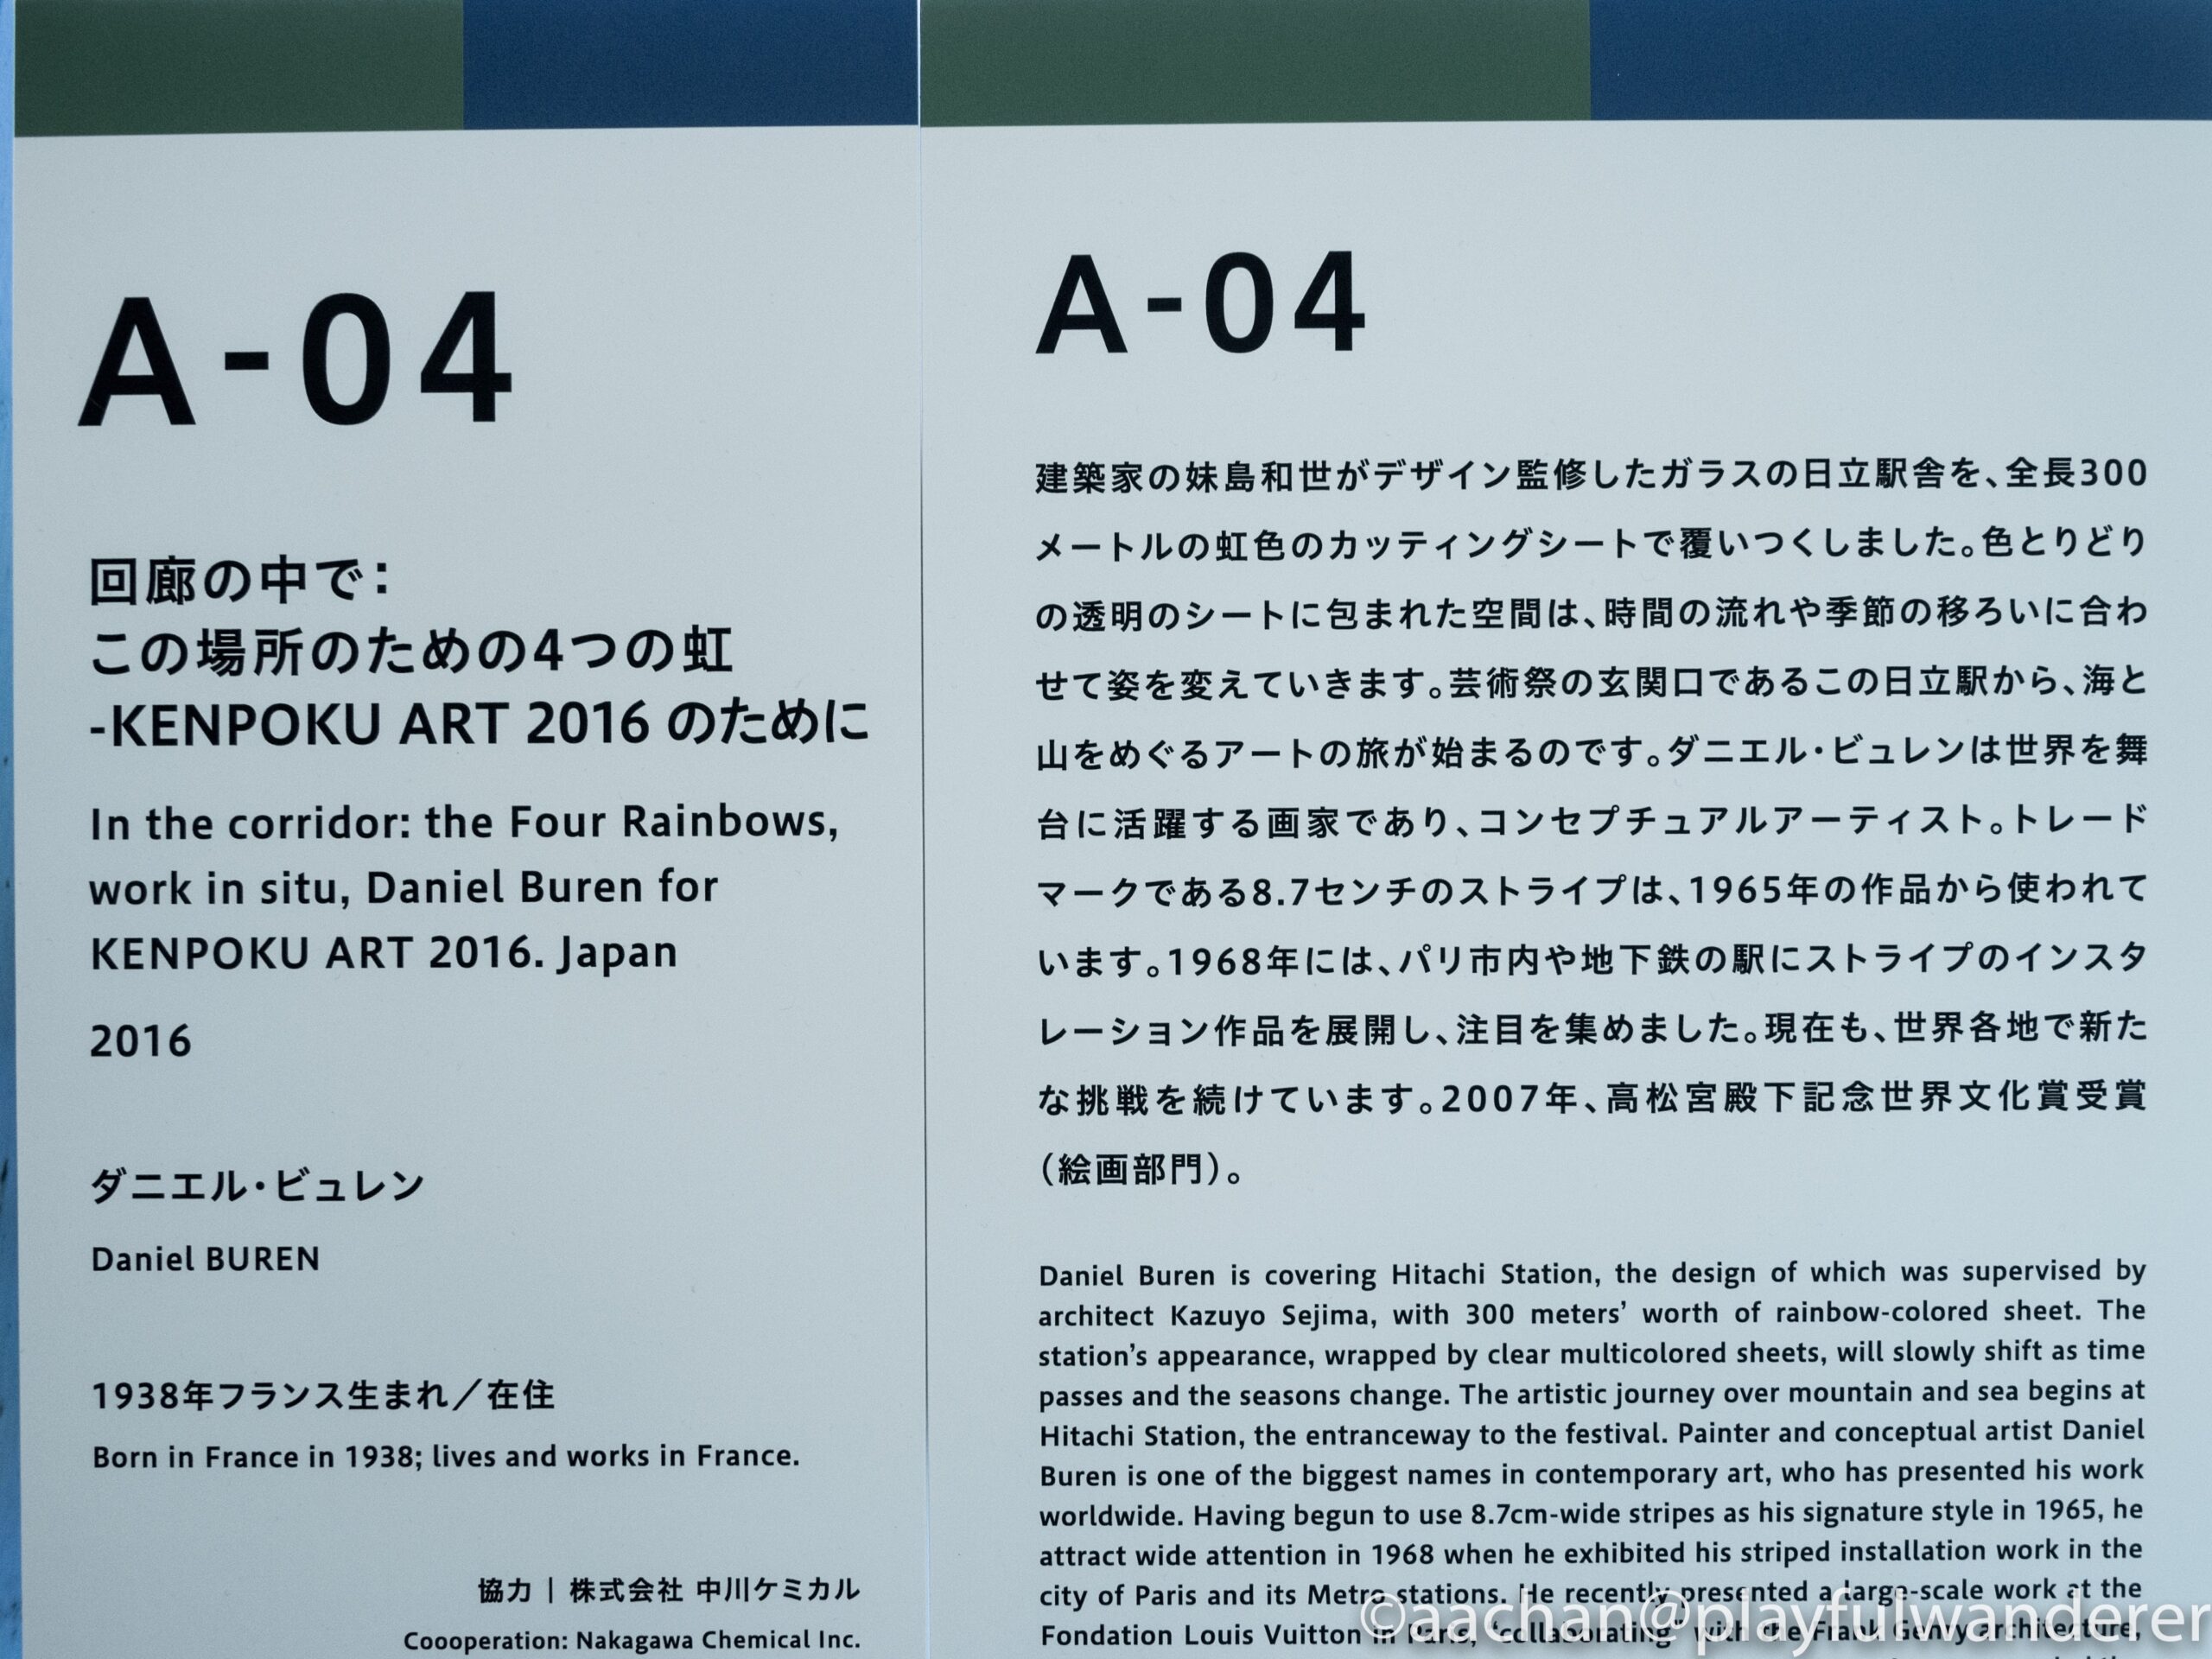 A-04
回廊の中で：
この場所のための4つの虹
-KENPOKU ART 2016 のために
In the corridor: the Four Rainbows,
work in situ, Daniel Buren for
KENPOKU ART 2016. Japan
2016
ダニエル・ビュレン
Daniel BUREN
1938年フランス生まれ／在住
Born in France in 1938; lives and works in France.
協力｜株式会社 中川ケミカル
Coooperation: Nakagawa Chemical Inc.
A-04
建築家の妹島和世がデザイン監修したガラスの日立駅舎を、全長300
メートルの虹色のカッティングシートで覆いつくしました。色とりどり
の透明のシートに包まれた空間は、時間の流れや季節の移ろいに合わ
せて姿を変えていきます。芸術祭の玄関口であるこの日立駅から、海と
山をめぐるアートの旅が始まるのです。ダニエル・ビュレンは世界を舞
台に活躍する画家であり、コンセプチュアルアーティスト。トレード
マークである8.7センチのストライプは、1965年の作品から使われて
います。1968年には、パリ市内や地下鉄の駅にストライプのインスタ
レーション作品を展開し、注目を集めました。現在も、世界各地で新た
な挑戦を続けています。2007年、高松宮殿下記念世界文化賞受賞
（絵画部門）。
Daniel Buren is covering Hitachi Station, the design of which was supervised by
architect Kazuyo Sejima, with 300 meters’ worth of rainbow-colored sheet. The
station’s appearance, wrapped by clear multicolored sheets, will slowly shift as time
passes and the seasons change. The artistic journey over mountain and sea begins at
Hitachi Station, the entranceway to the festival. Painter and conceptual artist Daniel
Buren is one of the biggest names in contemporary art, who has presented his work
worldwide. Having begun to use 8.7cm-wide stripes as his signature style in 1965, he
attract wide attention in 1968 when he exhibited his striped installation work in the
city of Paris and its Metro stations. He recently presented a large-scale work at the
Fondation Louis Vuitton in Paris, "collaborating" with the Frank Gehry architecture,
©aachan@playfulwanderer